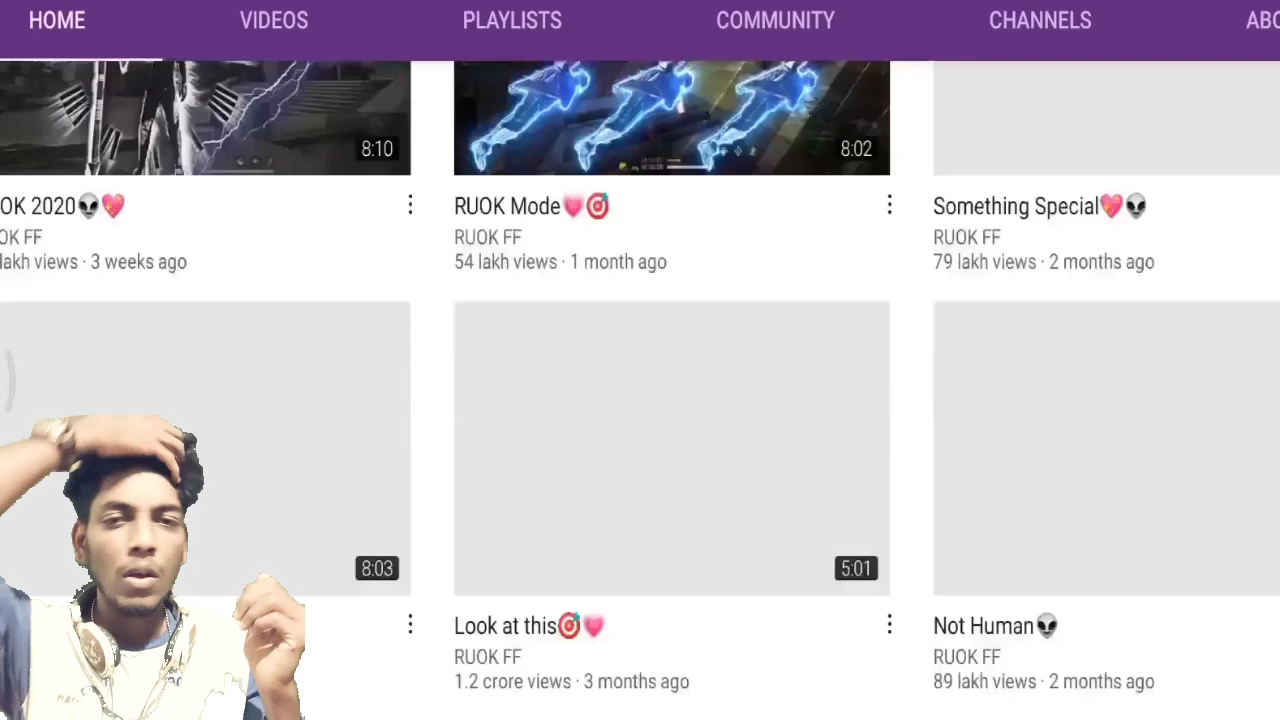 HOME VIDEOS PLAYLISTS COMMUNITY CHANNELS ABO
8:10
8:02
OK 2020👽💖
RUOK Mode💗🎯
Something Special💖👽
OK FF
RUOK FF
RUOK FF
lakh views · 3 weeks ago
54 lakh views · 1 month ago
79 lakh views · 2 months ago
8:03
5:01
Look at this🎯💗
Not Human👽
RUOK FF
RUOK FF
1.2 crore views · 3 months ago
89 lakh views · 2 months ago